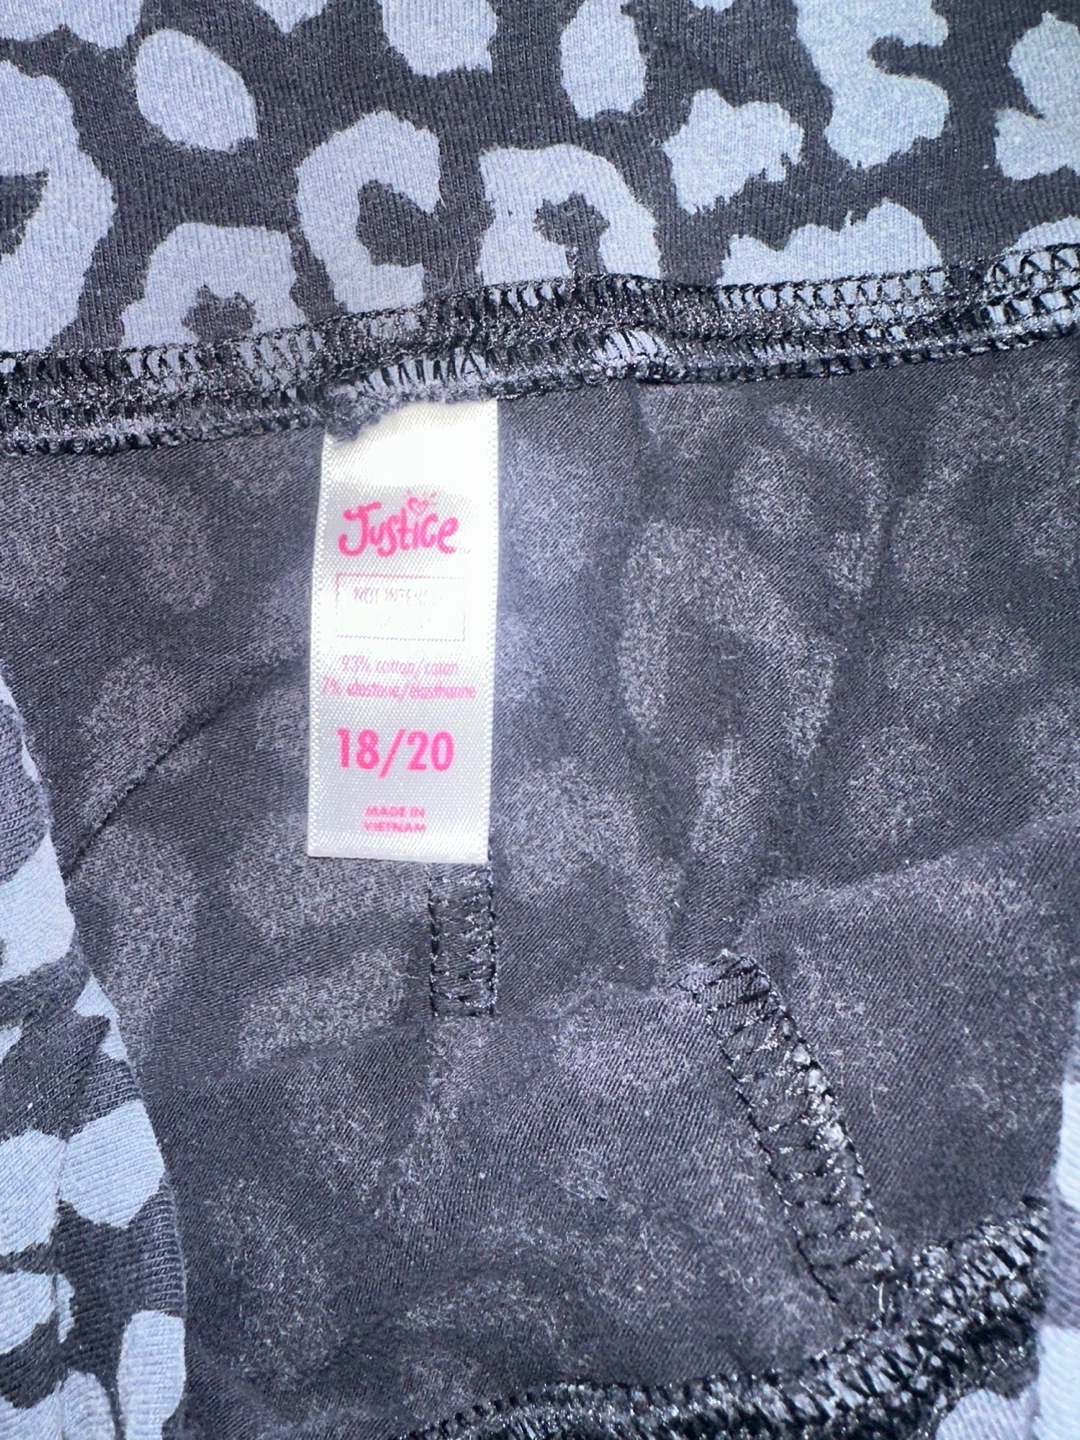 Justice
93% cotton/coton
7% elastane/élasthanne
18/20
MADE IN
VIETNAM